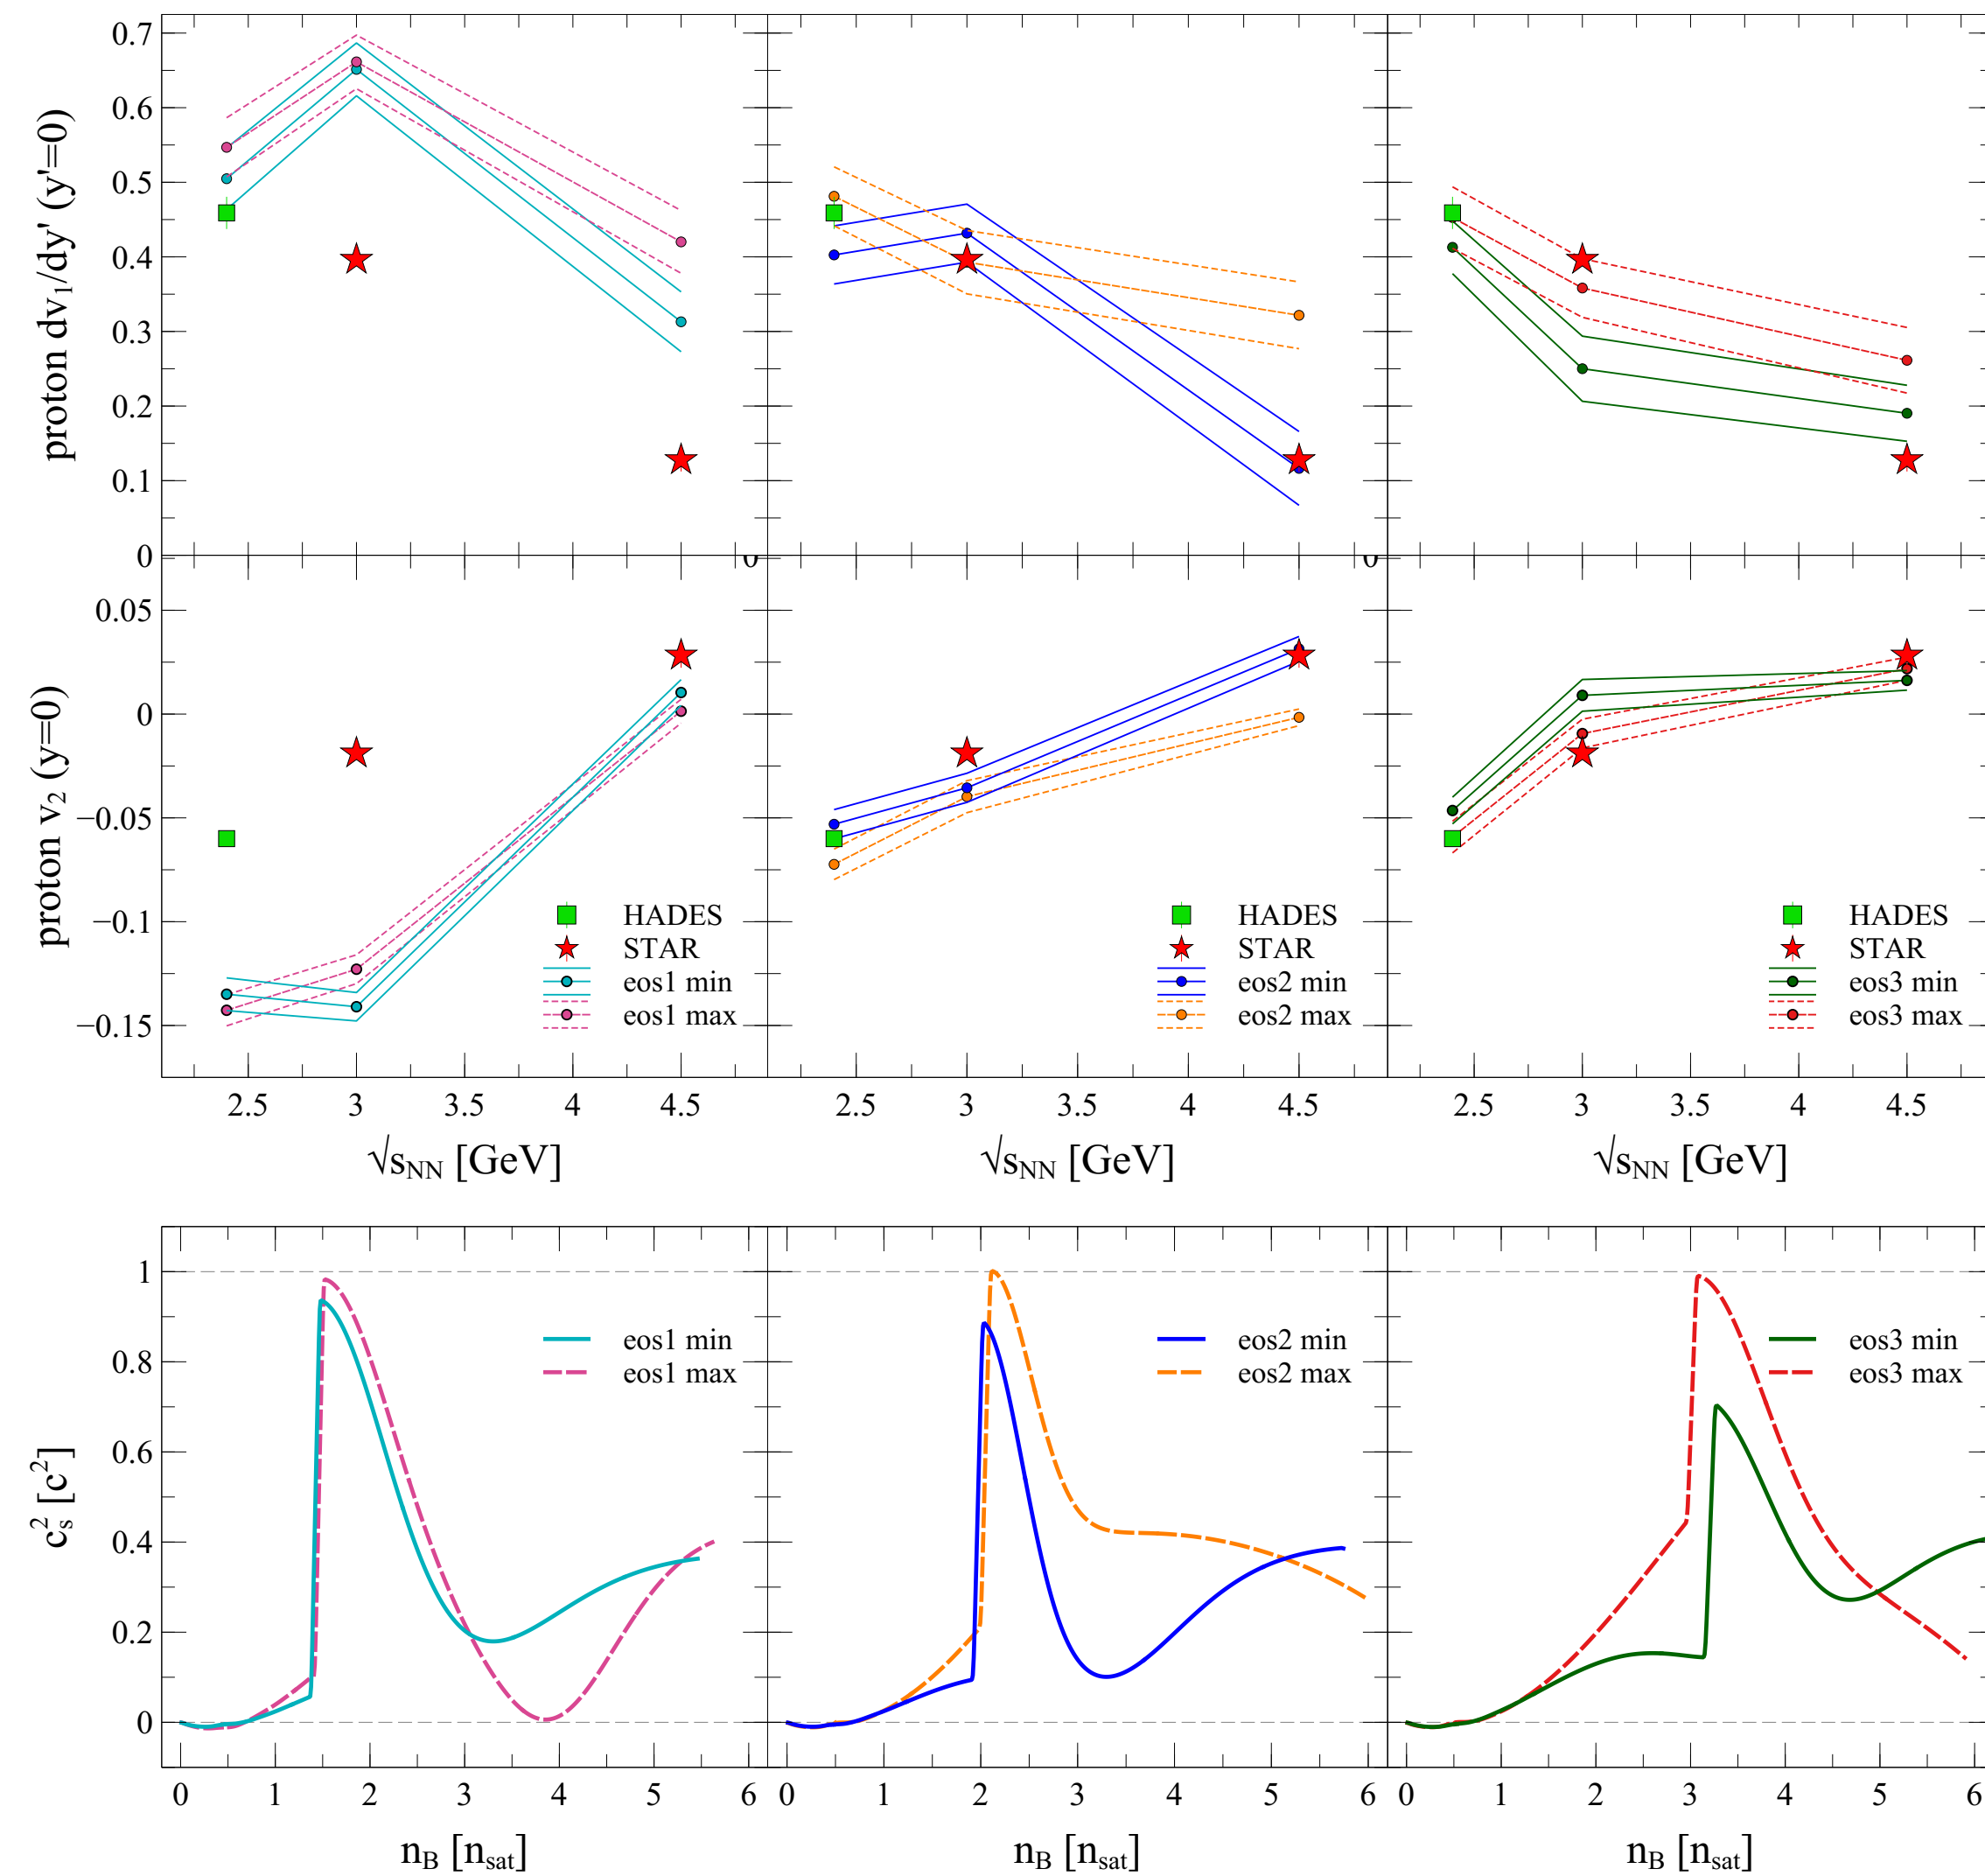 proton dv1/dy' (y'=0)
0.7
0.6
0.5
0.4
0.3
0.2
0.1
0
0
0
proton v2 (y=0)
0.05
0
−0.05
−0.1
−0.15
HADES
STAR
eos1 min
eos1 max
HADES
STAR
eos2 min
eos2 max
HADES
STAR
eos3 min
eos3 max
2.5 3 3.5 4 4.5
2.5 3 3.5 4 4.5
2.5 3 3.5 4 4.5
√sNN [GeV]
√sNN [GeV]
√sNN [GeV]
cs2 [c2]
1
0.8
0.6
0.4
0.2
0
eos1 min
eos1 max
eos2 min
eos2 max
eos3 min
eos3 max
0 1 2 3 4 5 6
0 1 2 3 4 5 6
0 1 2 3 4 5 6
nB [nsat]
nB [nsat]
nB [nsat]